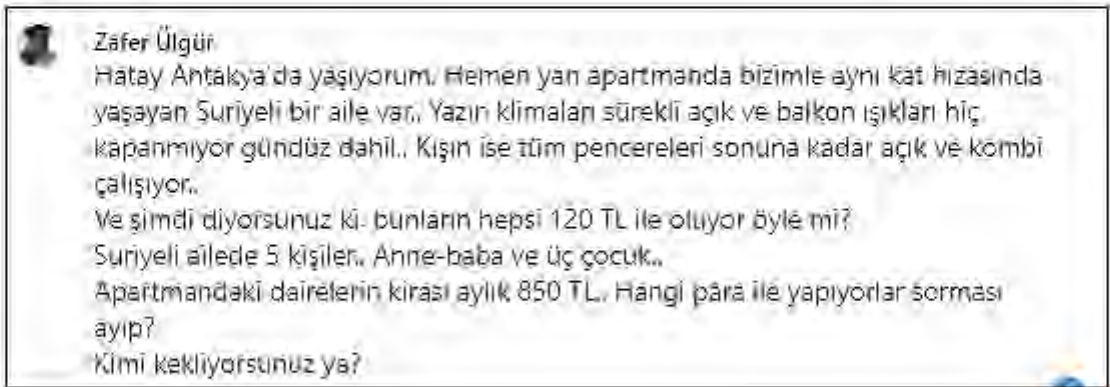 Zafer Ülgür
Hatay Antakya'da yaşıyorum. Hemen yan apartmanda bizimle aynı kat hizasında
yaşayan Suriyeli bir aile var.. Yazın klimaları sürekli açık ve balkon ışıkları hiç
kapanmıyor gündüz dahil.. Kışın ise tüm pencereleri sonuna kadar açık ve kombi
çalışıyor..
Ve şimdi diyorsunuz ki: bunların hepsi 120 TL ile oluyor öyle mi?
Suriyeli ailede 5 kişiler.. Anne-baba ve üç çocuk..
Apartmandaki dairelerin kirası aylık 850 TL.. Hangi para ile yapıyorlar sorması
ayıp?
Kimi kekliyorsunuz ya?